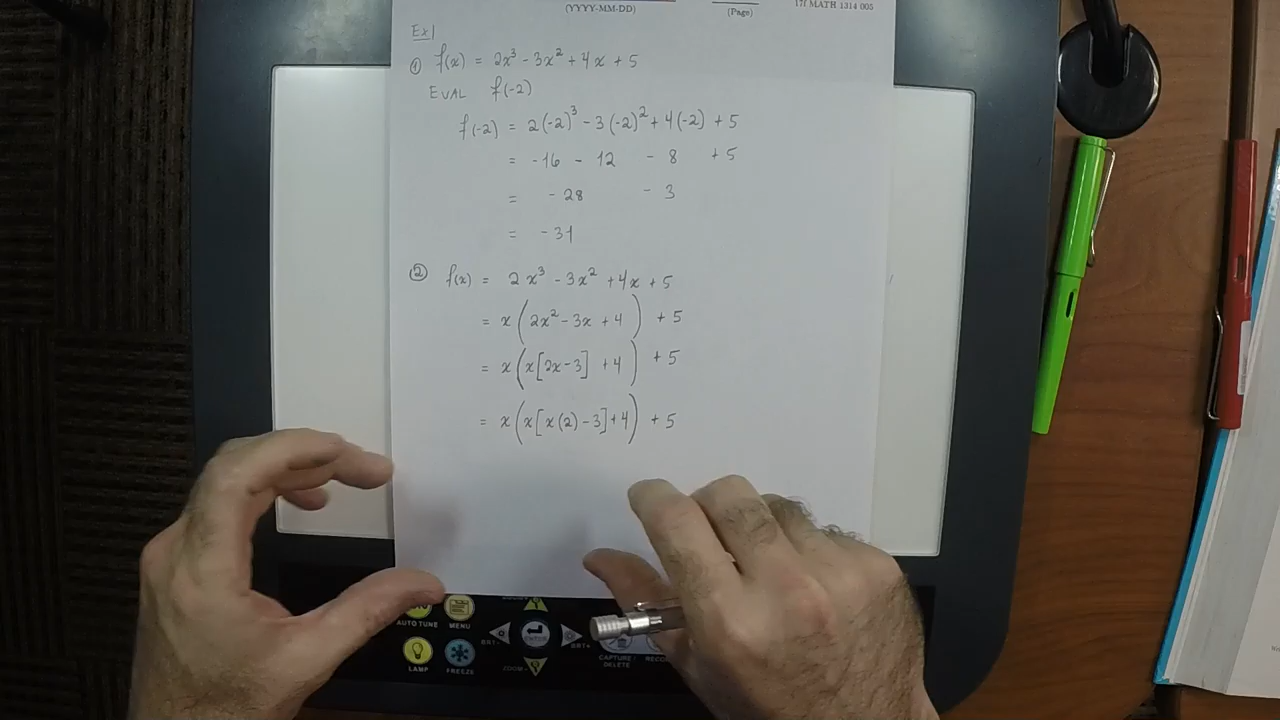 (YYYY-MM-DD) (Page) 17f MATH 1314 005
Ex1
① f(x) = 2x³ - 3x² + 4x + 5
EVAL f(-2)
f(-2) = 2(-2)³ - 3(-2)² + 4(-2) + 5
= -16 - 12 - 8 + 5
= -28 - 3
= -31
② f(x) = 2x³ - 3x² + 4x + 5
= x(2x² - 3x + 4) + 5
= x(x[2x - 3] + 4) + 5
= x(x[x(2) - 3] + 4) + 5
AUTO TUNE MENU
BRT- BRT+
LAMP FREEZE ZOOM- CAPTURE/
DELETE